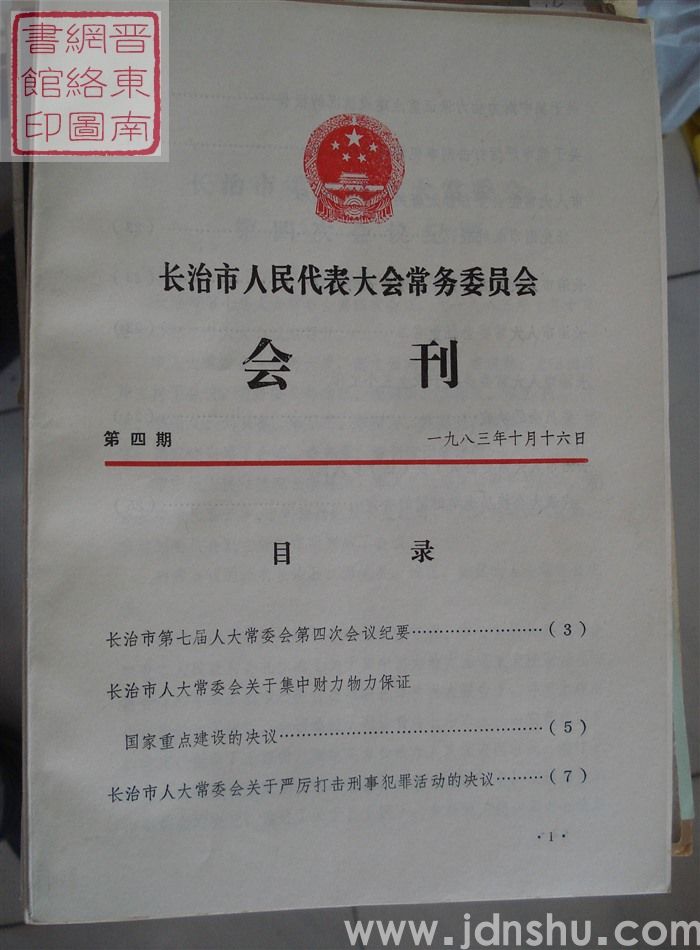 晋东南
網絡圖
書館印
长治市人民代表大会常务委员会
会刊
第四期 一九八三年十月十六日
目录
长治市第七届人大常委会第四次会议纪要……………………(3)
长治市人大常委会关于集中财力物力保证
国家重点建设的决议…………………………………………(5)
长治市人大常委会关于严厉打击刑事犯罪活动的决议………(7)
·1·
www.jdnshu.com